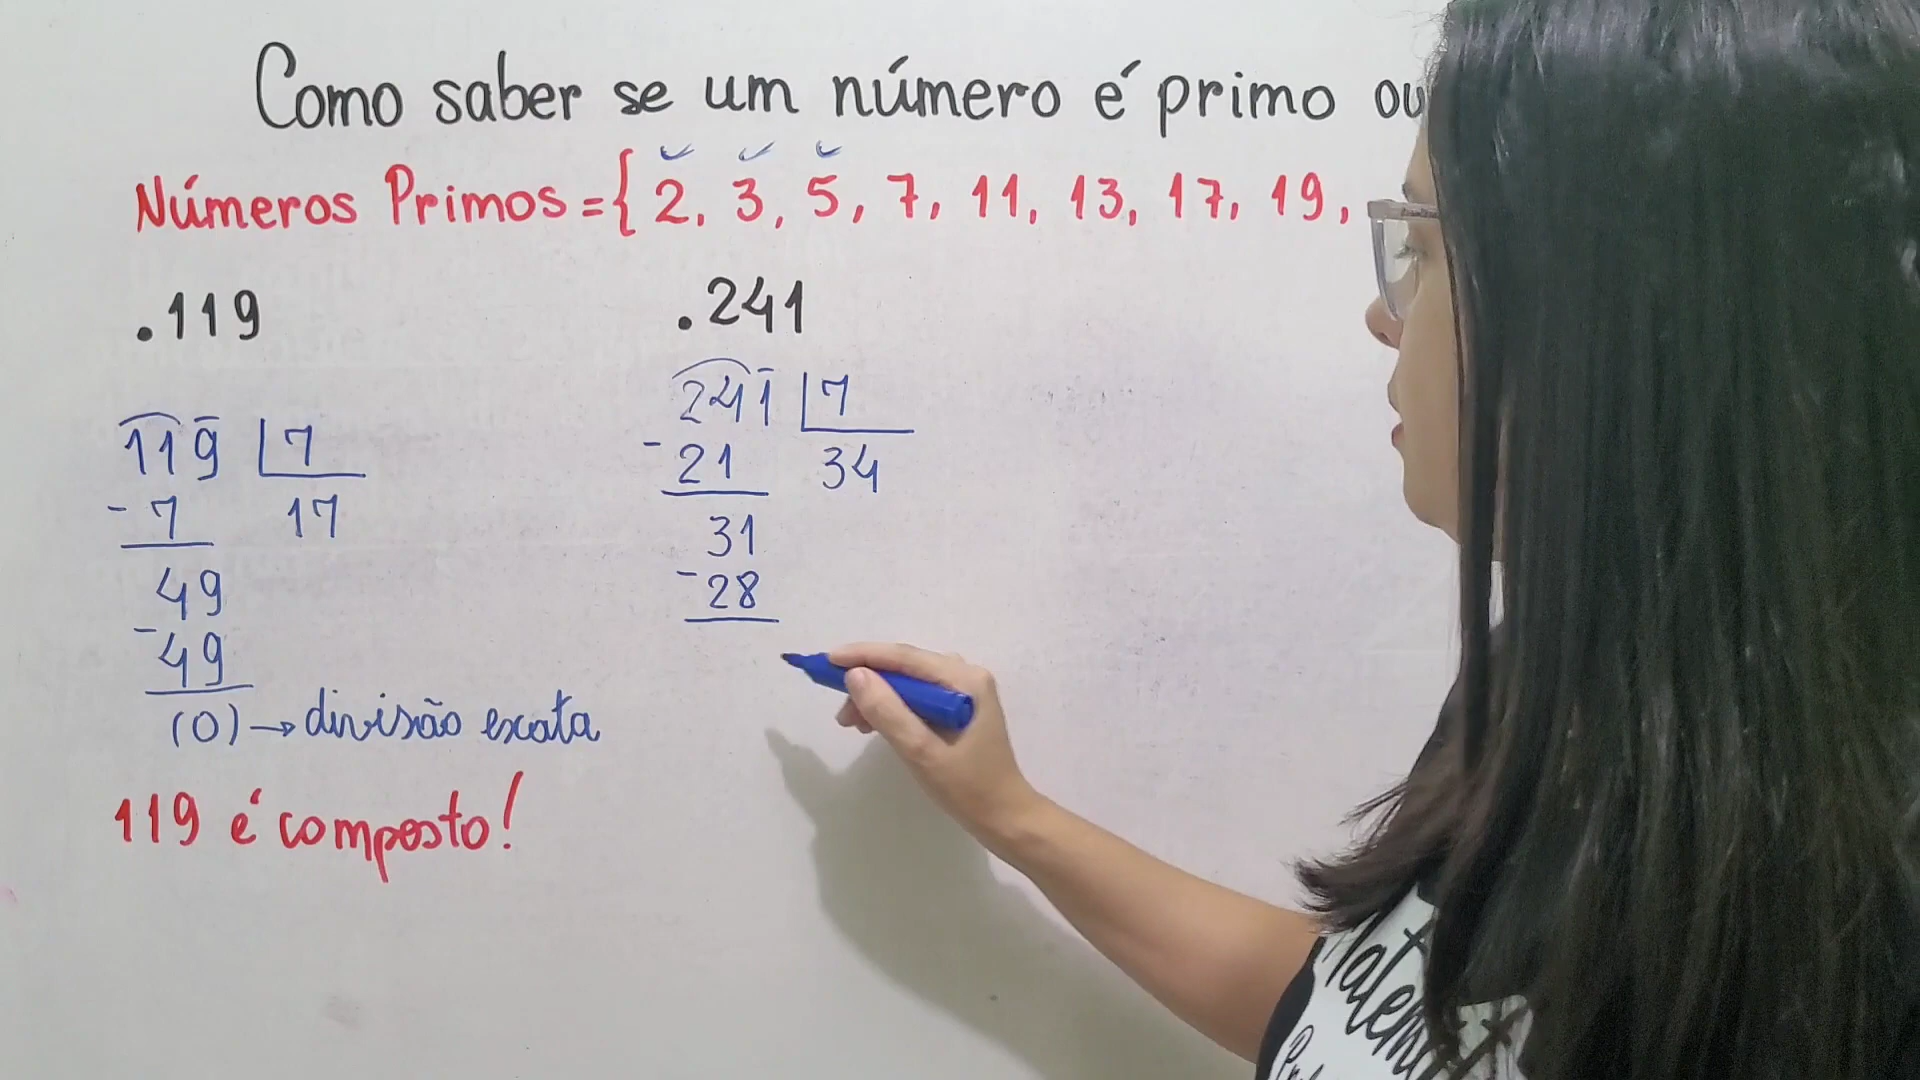 Como saber se um número é primo ou
Números Primos = { 2, 3, 5, 7, 11, 13, 17, 19,
. 119
119 | 7
- 7 17
49
- 49
(0) → divisão exata
119 é composto!
. 241
241 | 7
- 21 34
31
- 28